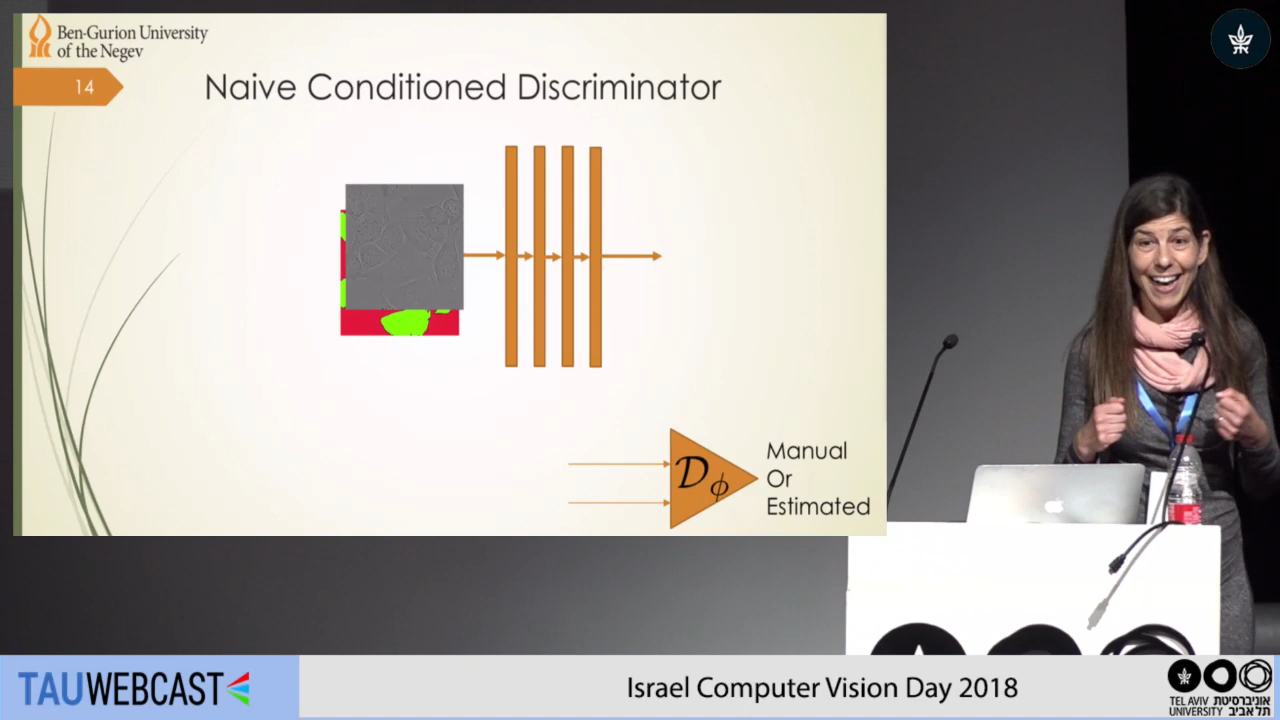 Ben-Gurion University
of the Negev
14
Naive Conditioned Discriminator
𝒟ϕ
Manual
Or
Estimated
TAUWEBCAST
Israel Computer Vision Day 2018
TEL AVIV אוניברסיטת
UNIVERSITY תל אביב